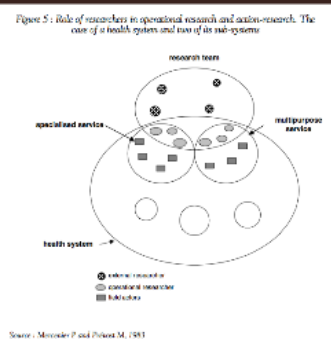 Figure 5 : Role of researchers in operational research and action-research. The
case of a health system and two of its sub-systems
research team
specialised service
multipurpose
service
health system
external researcher
operational researcher
field actors
Source : Mercenier P and Prévost M, 1983